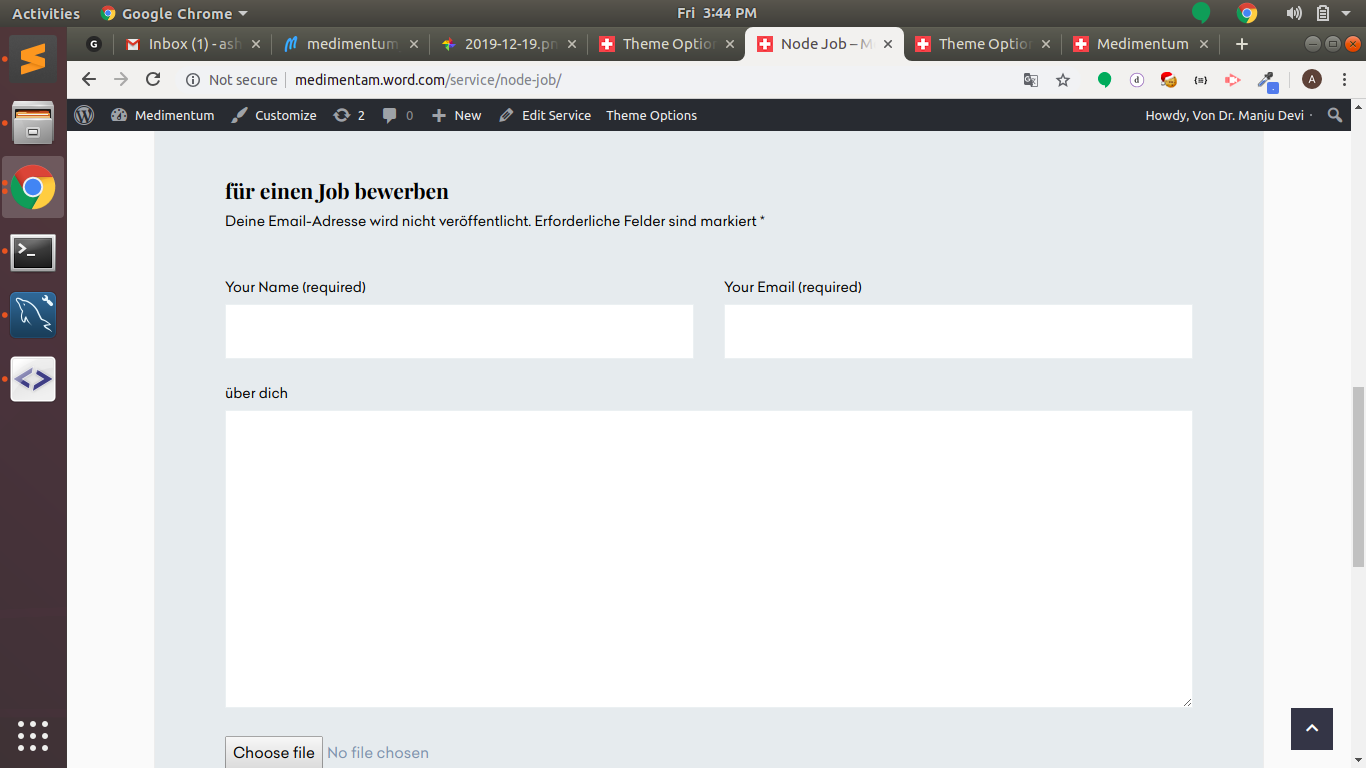 Activities Google Chrome Fri 3:44 PM
G Inbox (1) - ash medimentum 2019-12-19.pn Theme Option Node Job – M Theme Option Medimentum
Not secure medimentam.word.com/service/node-job/ A
Medimentum Customize 2 0 New Edit Service Theme Options Howdy, Von Dr. Manju Devi
für einen Job bewerben
Deine Email-Adresse wird nicht veröffentlicht. Erforderliche Felder sind markiert *
Your Name (required) Your Email (required)
über dich
Choose file No file chosen